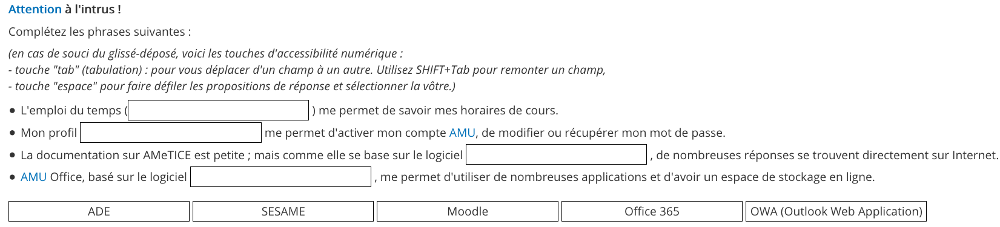 Attention à l'intrus !
Complétez les phrases suivantes :
(en cas de souci du glissé-déposé, voici les touches d'accessibilité numérique :
- touche "tab" (tabulation) : pour vous déplacer d'un champ à un autre. Utilisez SHIFT+Tab pour remonter un champ,
- touche "espace" pour faire défiler les propositions de réponse et sélectionner la vôtre.)
• L'emploi du temps ( ) me permet de savoir mes horaires de cours.
• Mon profil me permet d'activer mon compte AMU, de modifier ou récupérer mon mot de passe.
• La documentation sur AMeTICE est petite ; mais comme elle se base sur le logiciel , de nombreuses réponses se trouvent directement sur Internet.
• AMU Office, basé sur le logiciel , me permet d'utiliser de nombreuses applications et d'avoir un espace de stockage en ligne.
ADE SESAME Moodle Office 365 OWA (Outlook Web Application)